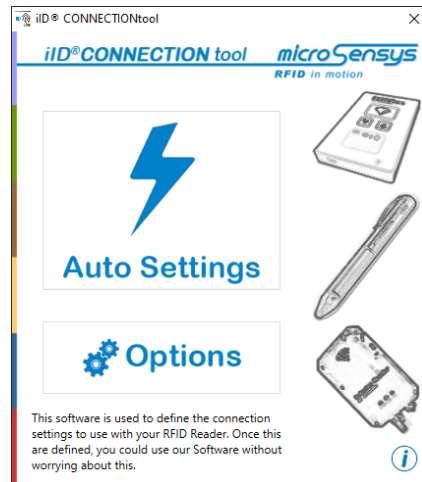 iID® CONNECTIONtool
iID®CONNECTION tool
microSensys
RFID in motion
Auto Settings
Options
This software is used to define the connection
settings to use with your RFID Reader. Once this
are defined, you could use our Software without
worrying about this.
i